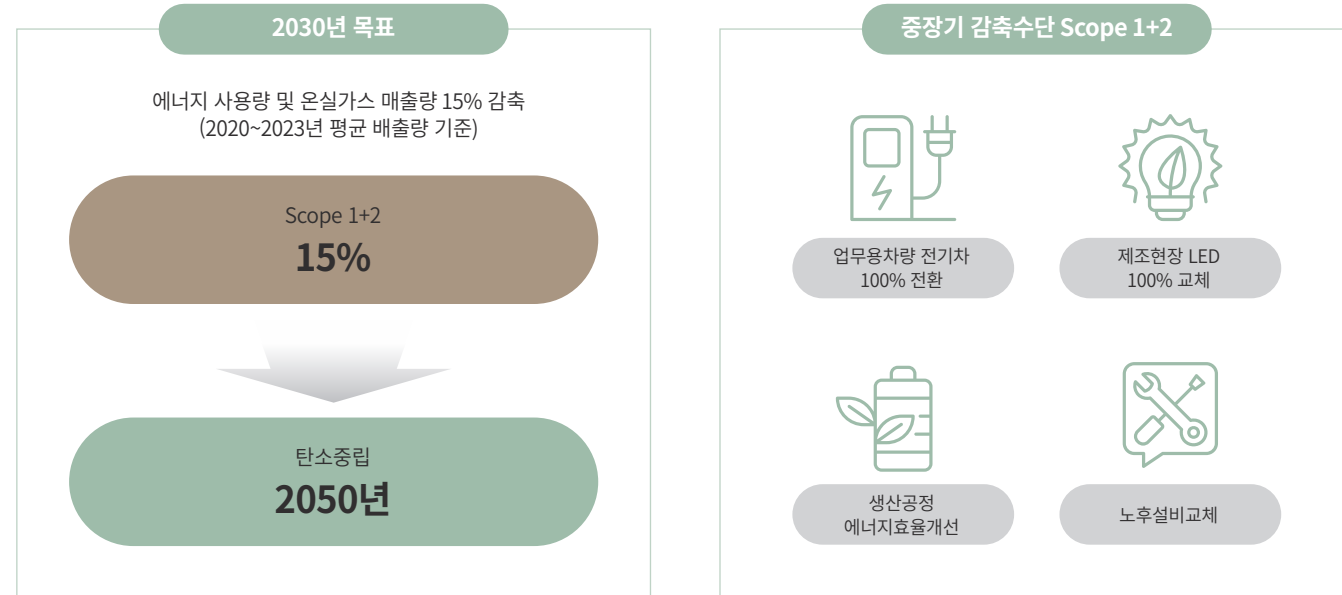 2030년 목표
에너지 사용량 및 온실가스 매출량 15% 감축
(2020~2023년 평균 배출량 기준)
Scope 1+2
15%
탄소중립
2050년
중장기 감축수단 Scope 1+2
업무용차량 전기차
100% 전환
제조현장 LED
100% 교체
생산공정
에너지효율개선
노후설비교체